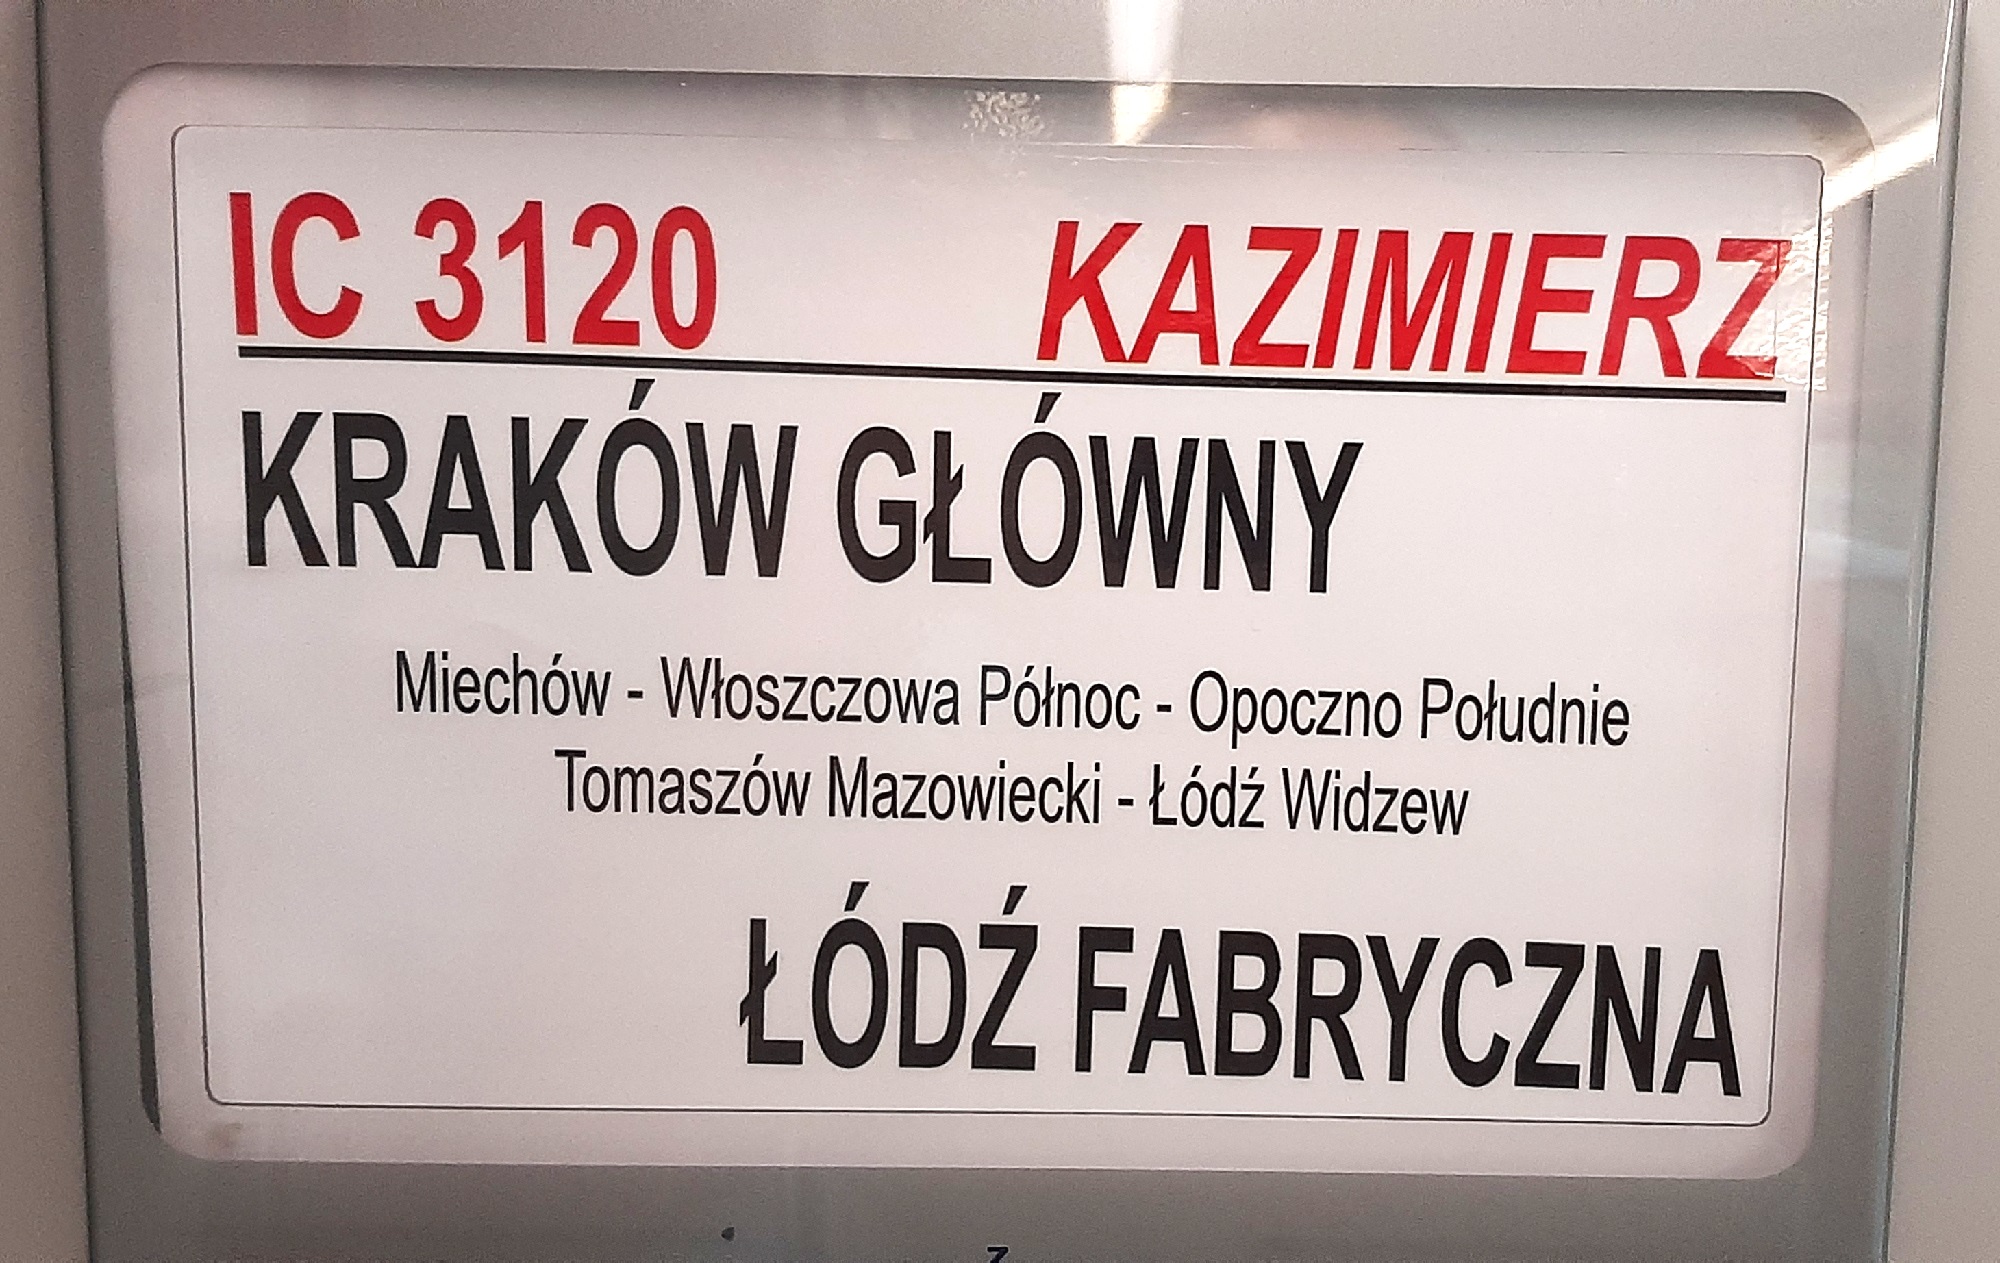 IC 3120 KAZIMIERZ
KRAKÓW GŁÓWNY
Miechów - Włoszczowa Północ - Opoczno Południe
Tomaszów Mazowiecki - Łódź Widzew
ŁÓDŹ FABRYCZNA